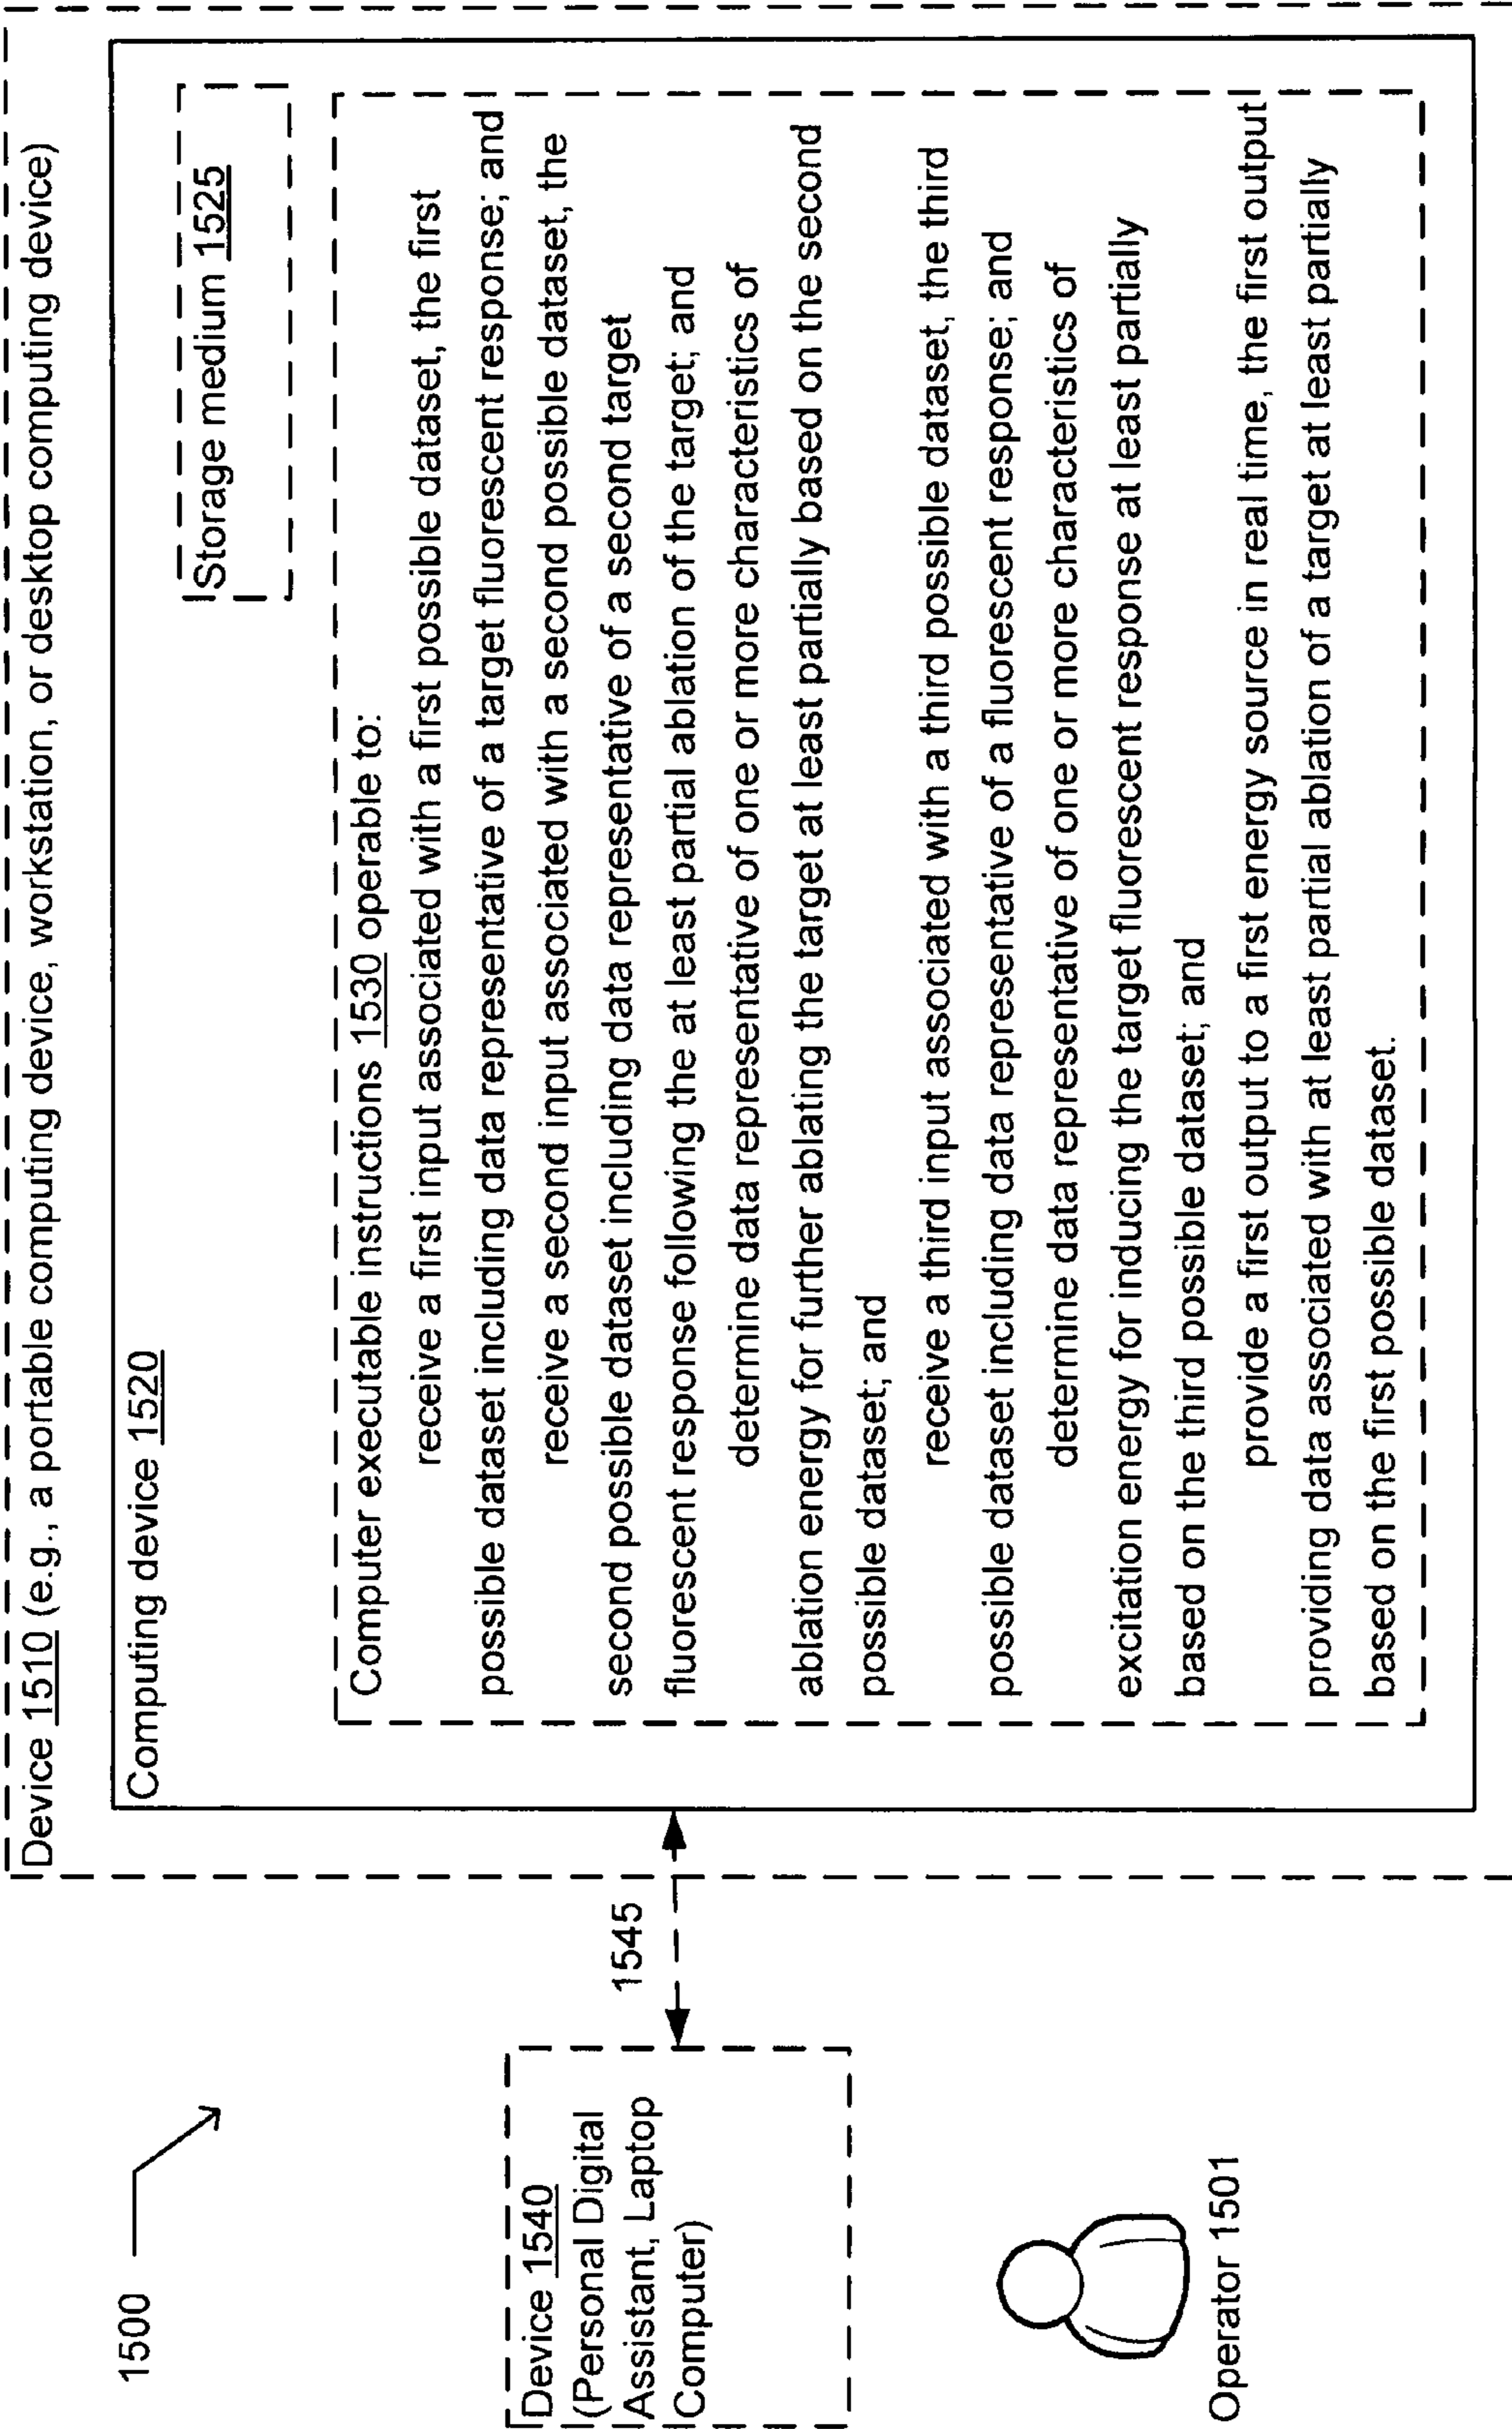 1500
Device 1510 (e.g., a portable computing device, workstation, or desktop computing device)
Computing device 1520
Storage medium 1525
Computer executable instructions 1530 operable to:
receive a first input associated with a first possible dataset, the first
possible dataset including data representative of a target fluorescent response; and
receive a second input associated with a second possible dataset, the
second possible dataset including data representative of a second target
fluorescent response following the at least partial ablation of the target; and
determine data representative of one or more characteristics of
ablation energy for further ablating the target at least partially based on the second
possible dataset; and
receive a third input associated with a third possible dataset, the third
possible dataset including data representative of a fluorescent response; and
determine data representative of one or more characteristics of
excitation energy for inducing the target fluorescent response at least partially
based on the third possible dataset; and
provide a first output to a first energy source in real time, the first output
providing data associated with at least partial ablation of a target at least partially
based on the first possible dataset.
1545
Device 1540
(Personal Digital
Assistant, Laptop
Computer)
Operator 1501